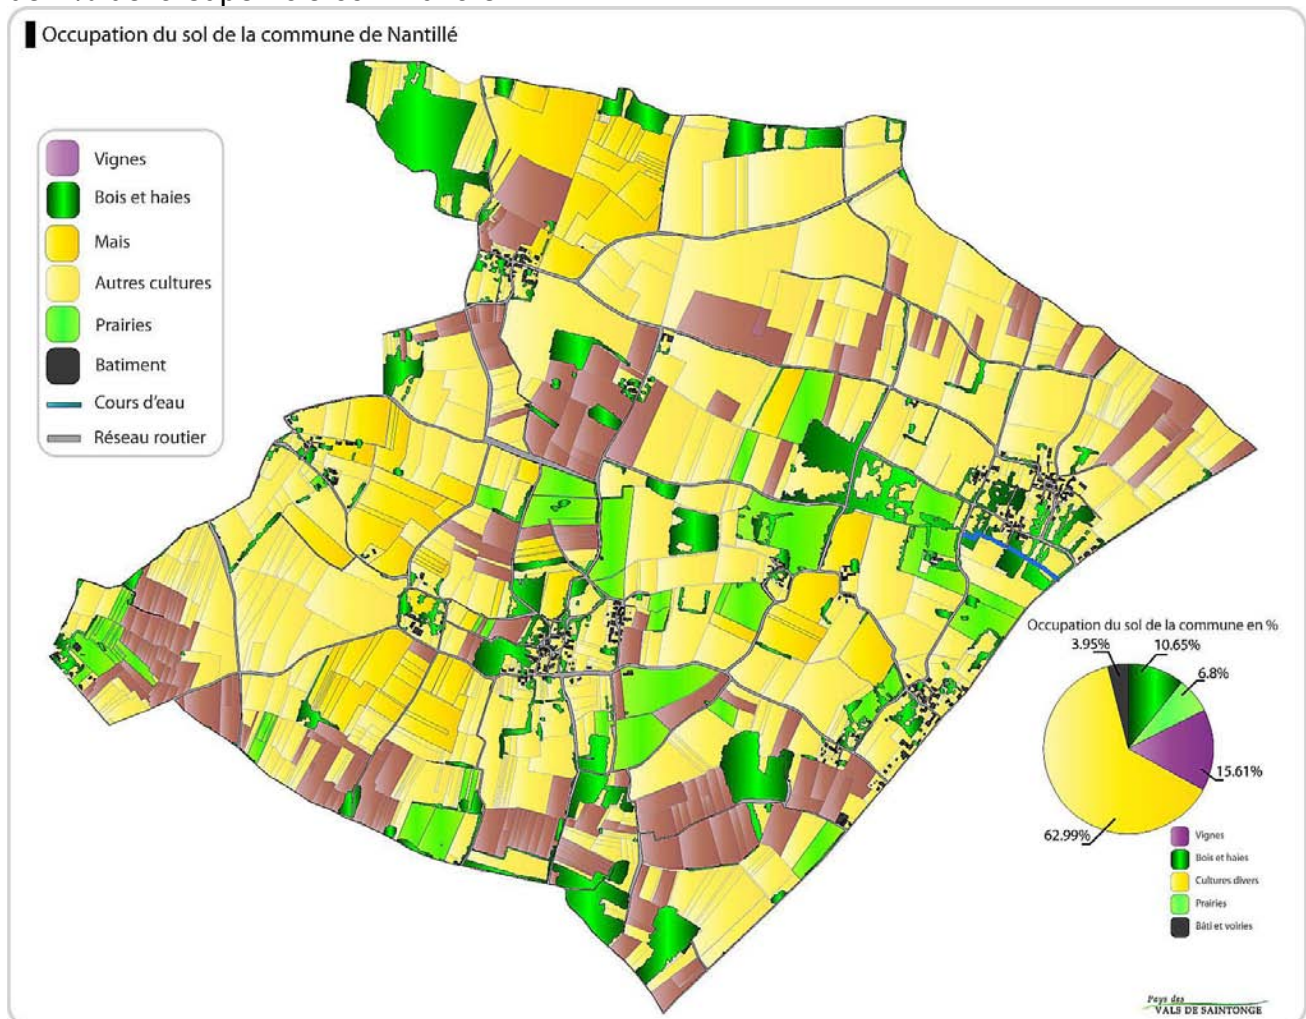 Occupation du sol de la commune de Nantillé
Vignes
Bois et haies
Mais
Autres cultures
Prairies
Batiment
Cours d'eau
Réseau routier
Occupation du sol de la commune en %
3.95%
10.65%
6.8%
15.61%
62.99%
Vignes
Bois et haies
Cultures divers
Prairies
Bâti et voiries
Pays des
VALS DE SAINTONGE